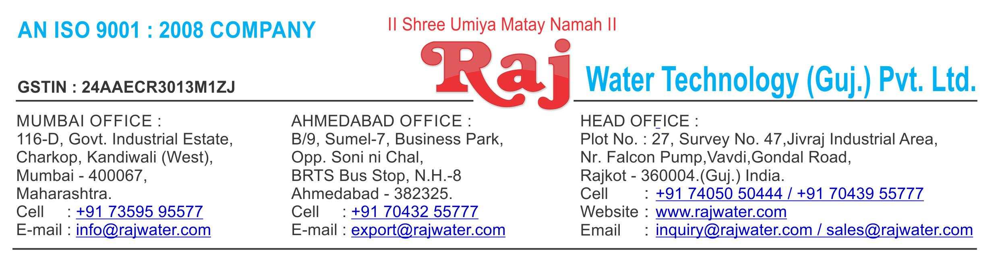 AN ISO 9001 : 2008 COMPANY
II Shree Umiya Matay Namah II
GSTIN : 24AAECR3013M1ZJ
Raj Water Technology (Guj.) Pvt. Ltd.
MUMBAI OFFICE :
116-D, Govt. Industrial Estate,
Charkop, Kandiwali (West),
Mumbai - 400067,
Maharashtra.
Cell : +91 73595 95577
E-mail : info@rajwater.com
AHMEDABAD OFFICE :
B/9, Sumel-7, Business Park,
Opp. Soni ni Chal,
BRTS Bus Stop, N.H.-8
Ahmedabad - 382325.
Cell : +91 70432 55777
E-mail : export@rajwater.com
HEAD OFFICE :
Plot No. : 27, Survey No. 47,Jivraj Industrial Area,
Nr. Falcon Pump,Vavdi,Gondal Road,
Rajkot - 360004.(Guj.) India.
Cell : +91 74050 50444 / +91 70439 55777
Website : www.rajwater.com
Email : inquiry@rajwater.com / sales@rajwater.com